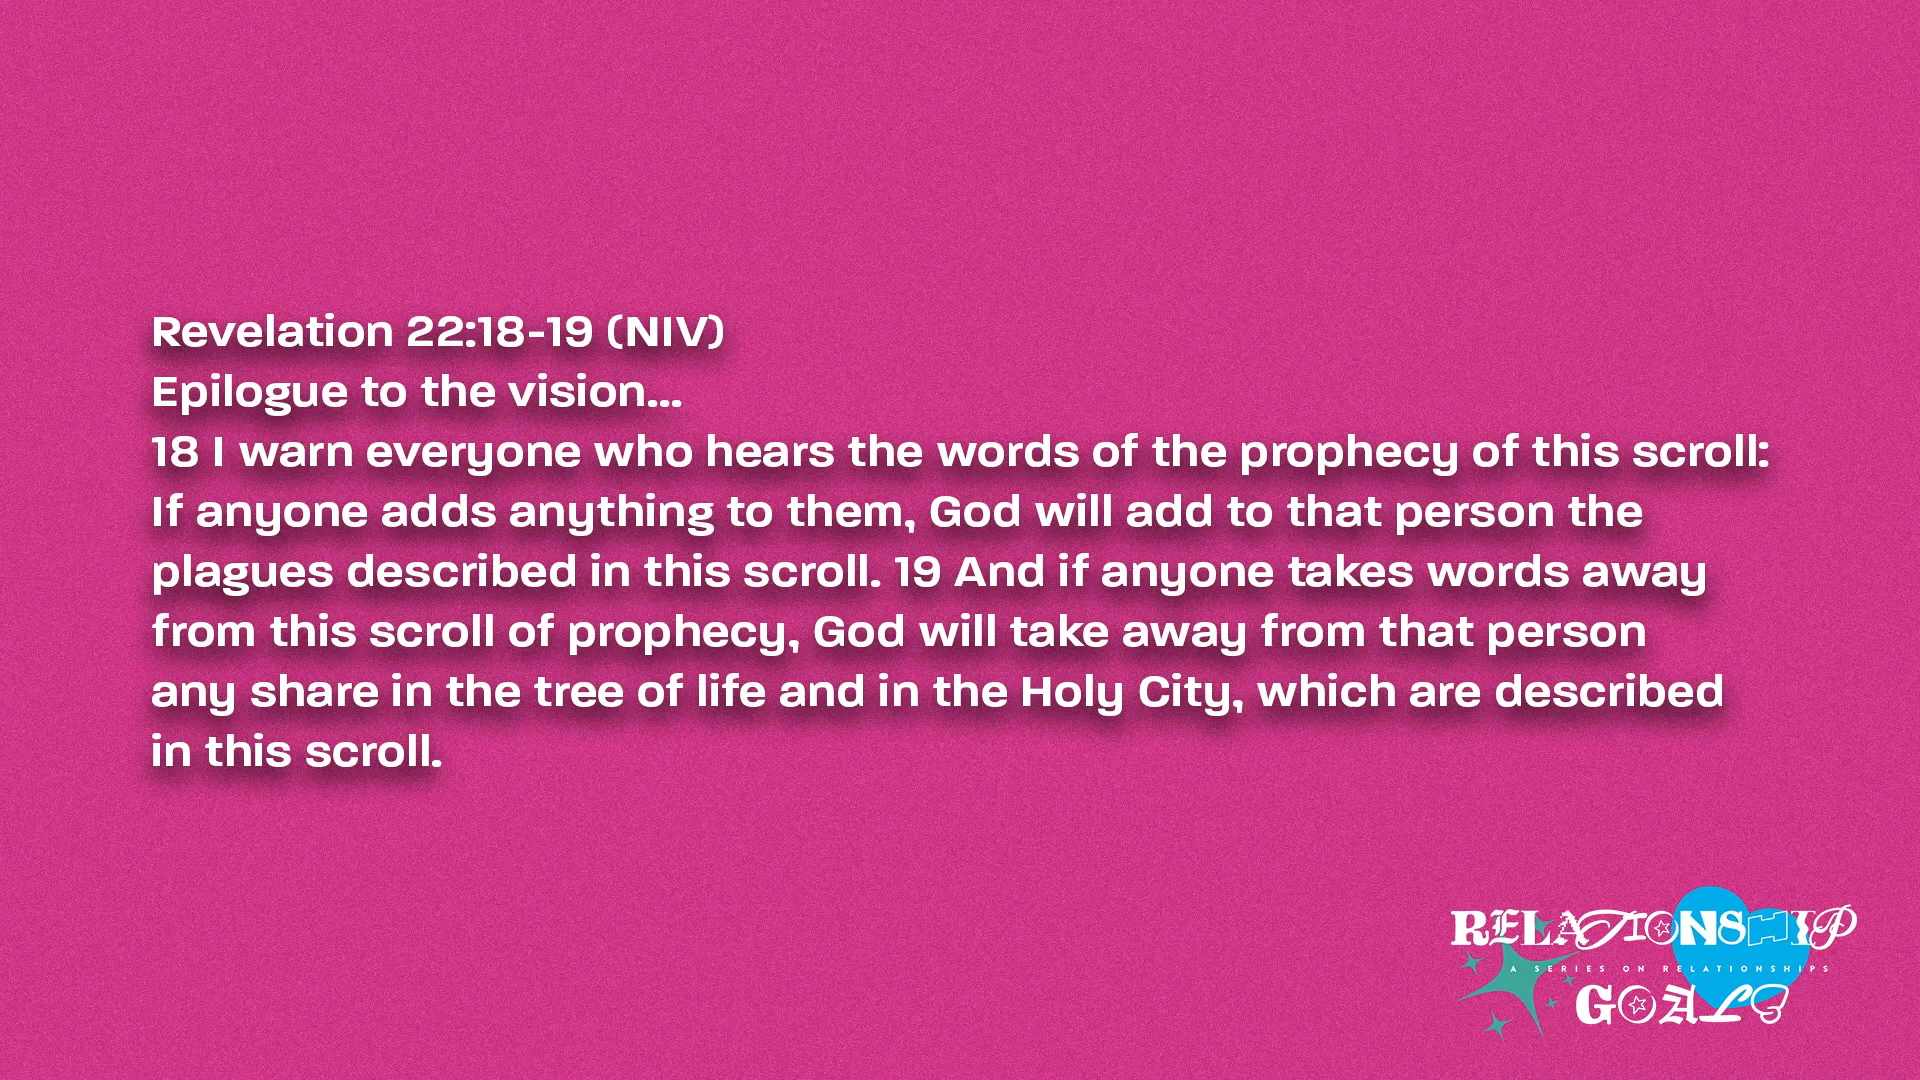 Revelation 22:18-19 (NIV)
Epilogue to the vision...
18 I warn everyone who hears the words of the prophecy of this scroll:
If anyone adds anything to them, God will add to that person the
plagues described in this scroll. 19 And if anyone takes words away
from this scroll of prophecy, God will take away from that person
any share in the tree of life and in the Holy City, which are described
in this scroll.
RELATIONSHIP
A SERIES ON RELATIONSHIPS
GOALS